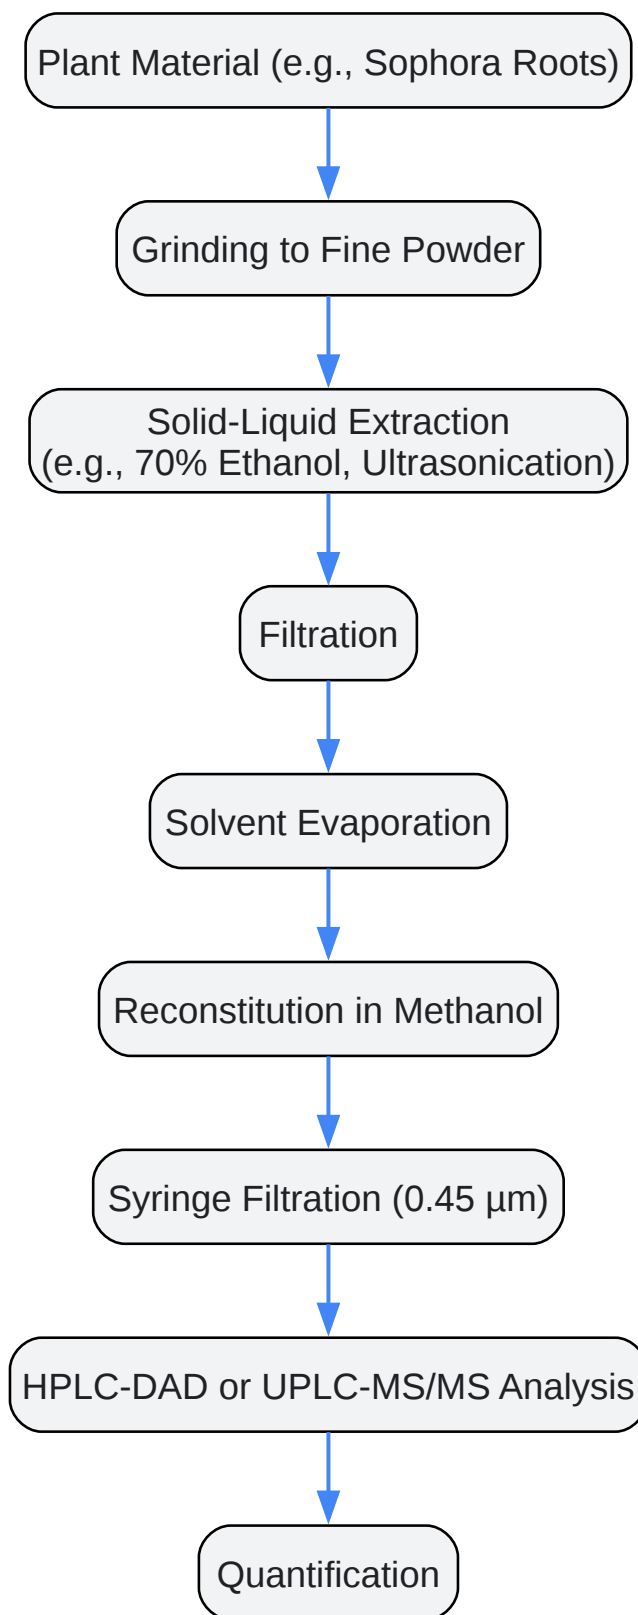 Plant Material (e.g., Sophora Roots)
Grinding to Fine Powder
Solid-Liquid Extraction
(e.g., 70% Ethanol, Ultrasonication)
Filtration
Solvent Evaporation
Reconstitution in Methanol
Syringe Filtration (0.45 µm)
HPLC-DAD or UPLC-MS/MS Analysis
Quantification